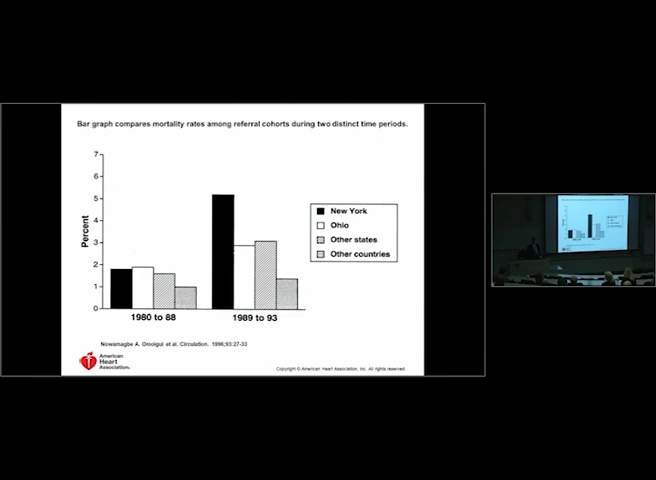 Bar graph compares mortality rates among referral cohorts during two distinct time periods.
7
6
5
4
3
2
1
0
Percent
New York
Ohio
Other states
Other countries
1980 to 88
1989 to 93
Nowamagbe A. Omoigui et al. Circulation. 1996;93:27-33
American
Heart
Association.
Copyright © American Heart Association, Inc. All rights reserved.